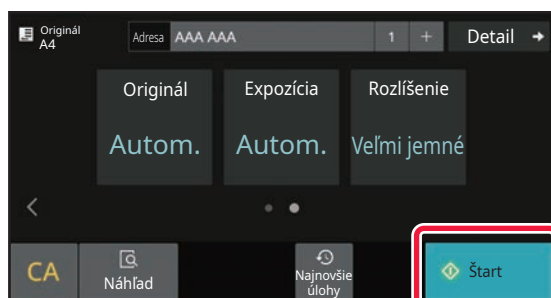 Originál
A4
Adresa AAA AAA 1 + Detail
Originál Expozícia Rozlíšenie
Autom. Autom. Veľmi jemné
CA
Náhľad
Najnovšie
úlohy
Štart